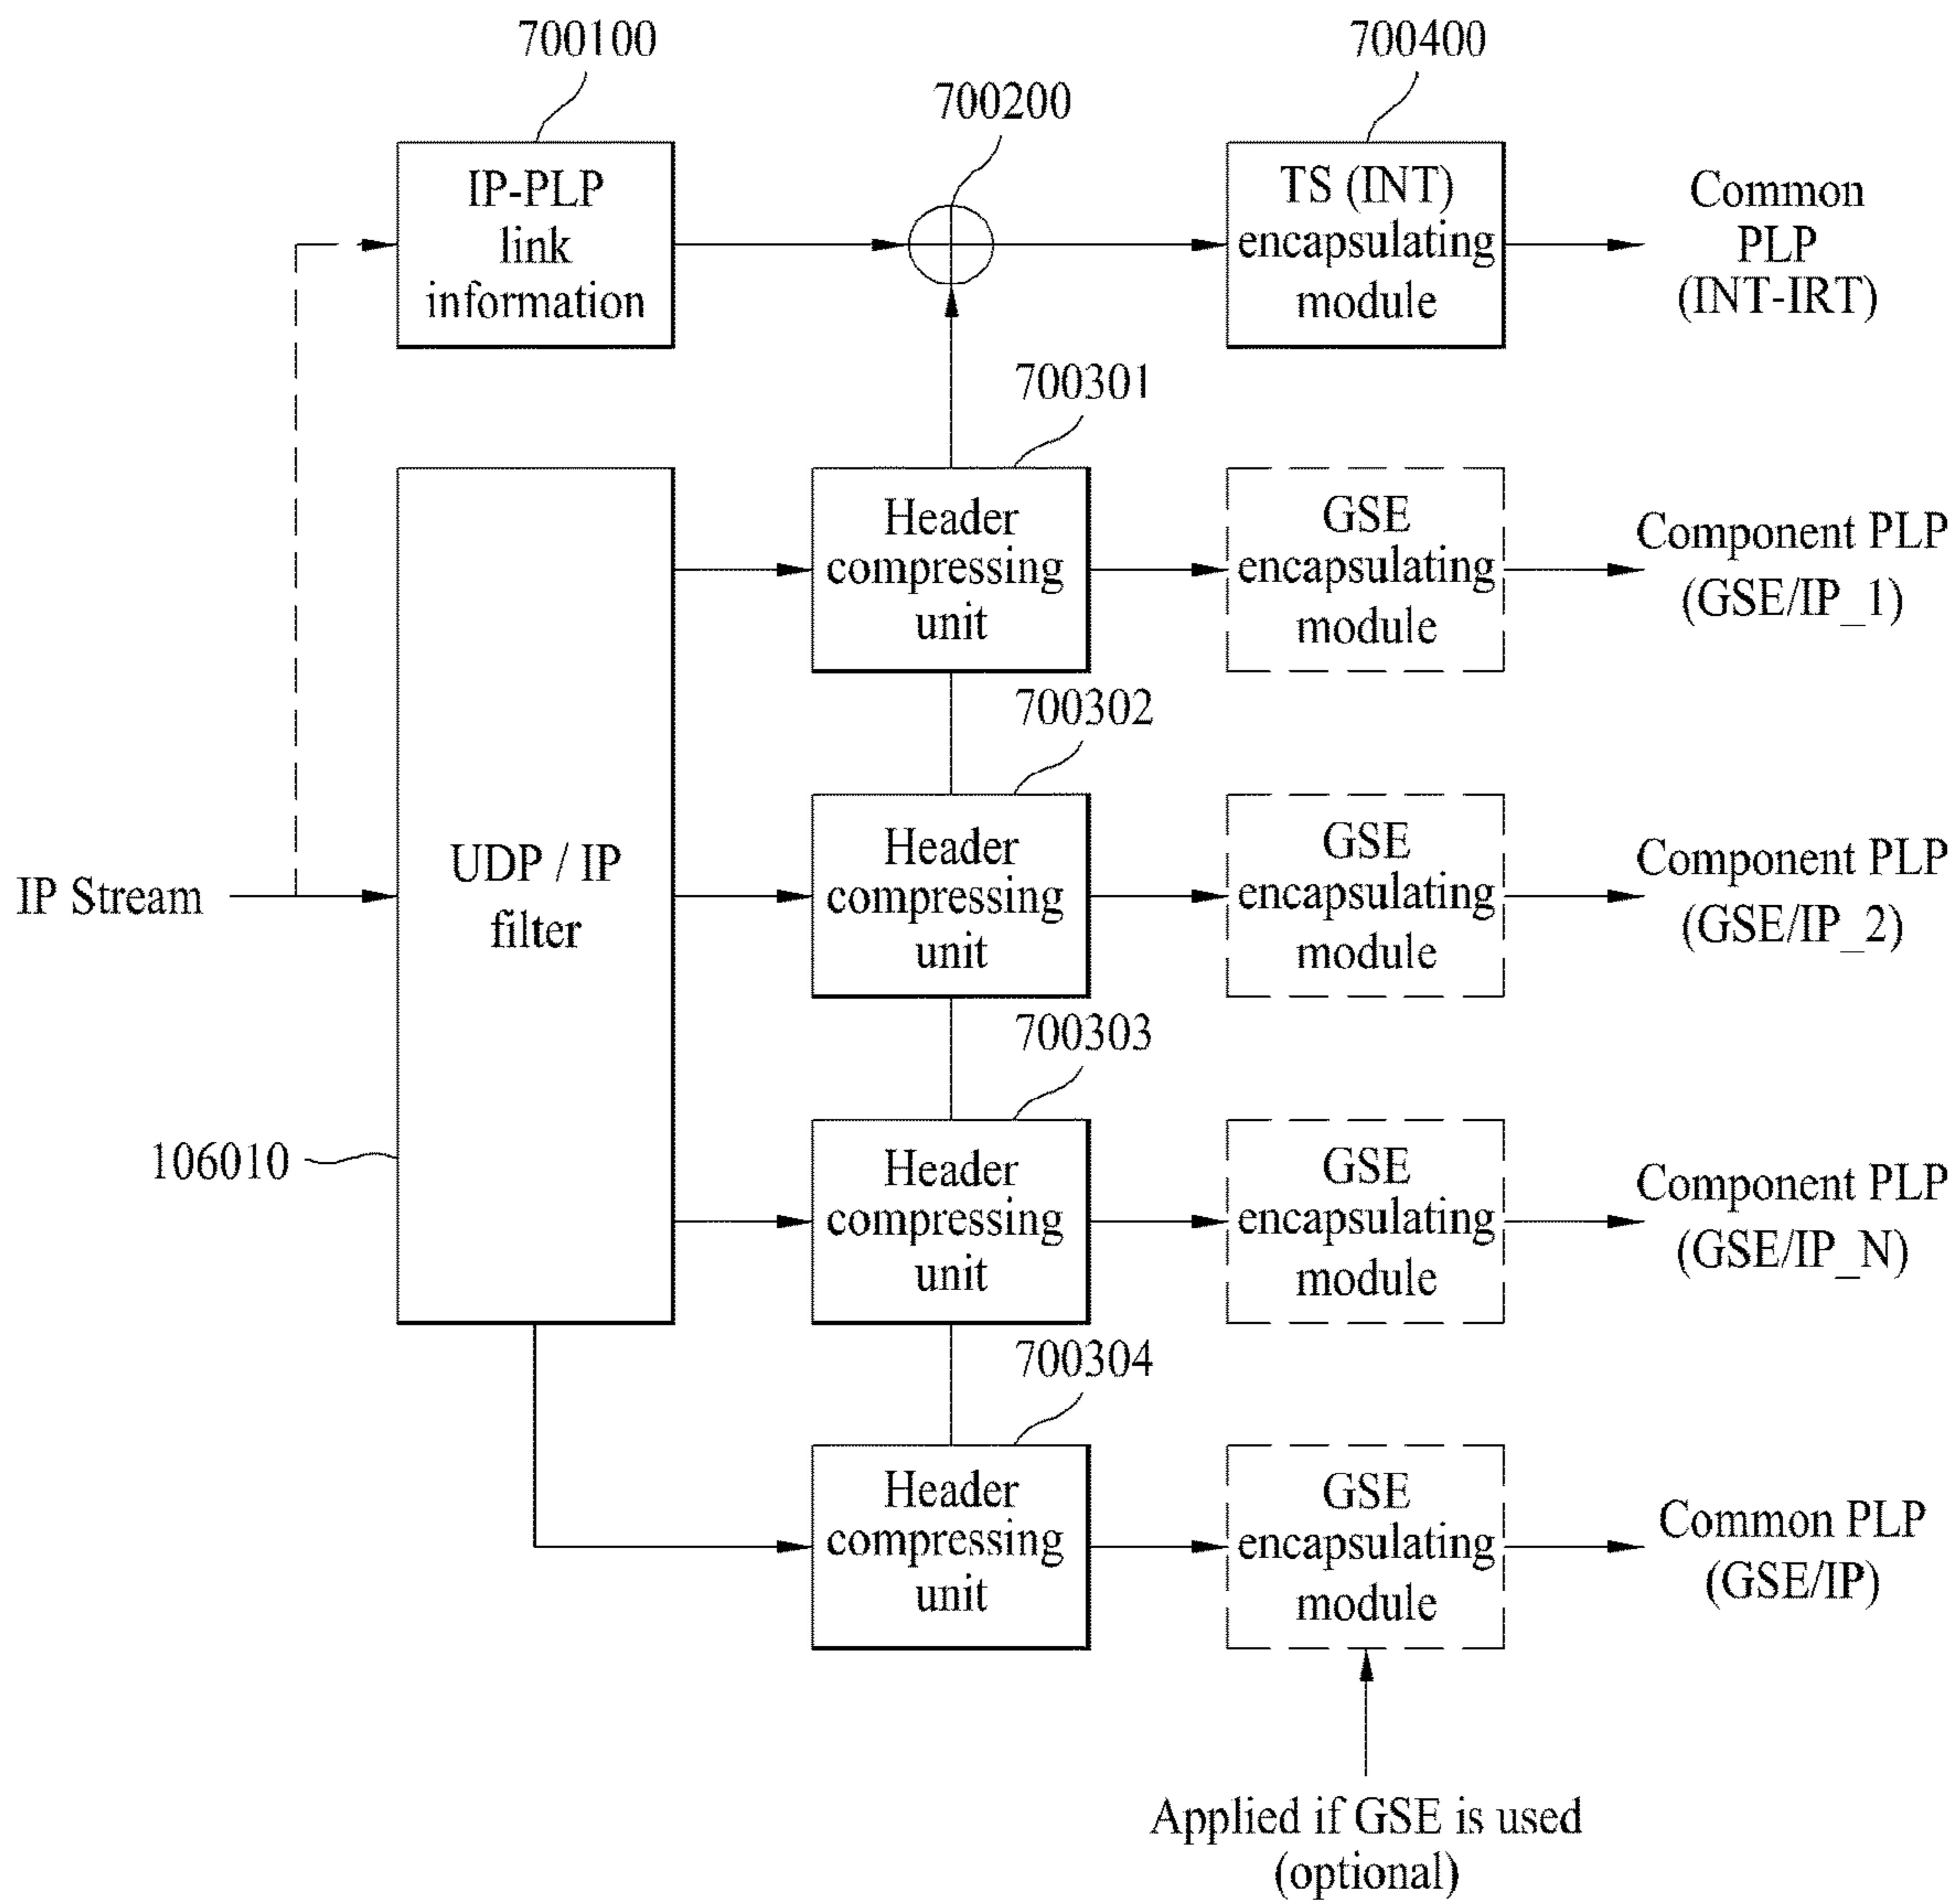 700100
700400
700200
IP-PLP
link
information
TS (INT)
encapsulating
module
Common
PLP
(INT-IRT)
700301
Header
compressing
unit
GSE
encapsulating
module
Component PLP
(GSE/IP_1)
700302
IP Stream
UDP / IP
filter
Header
compressing
unit
GSE
encapsulating
module
Component PLP
(GSE/IP_2)
700303
106010
Header
compressing
unit
GSE
encapsulating
module
Component PLP
(GSE/IP_N)
700304
Header
compressing
unit
GSE
encapsulating
module
Common PLP
(GSE/IP)
Applied if GSE is used
(optional)